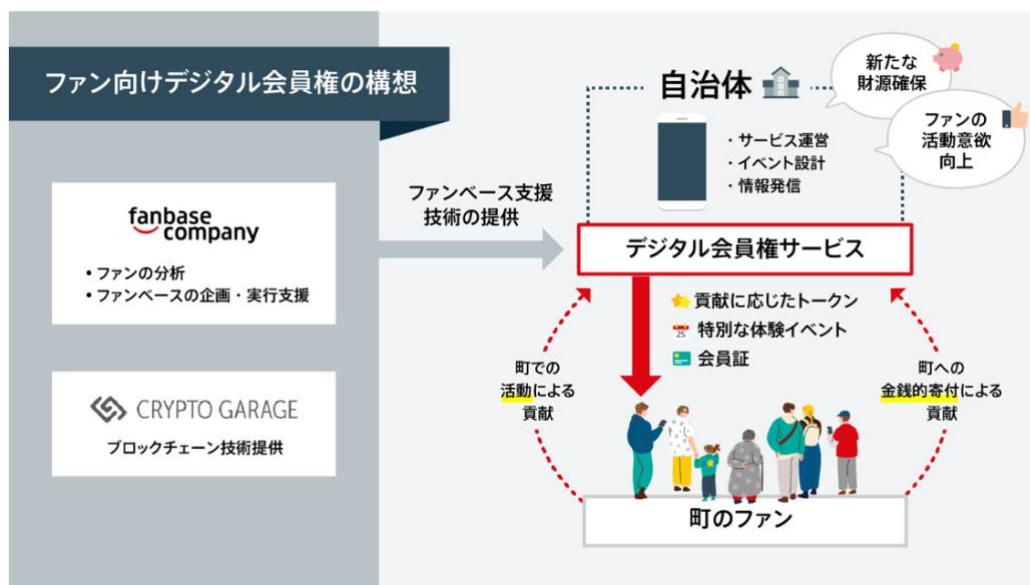 ファン向けデジタル会員権の構想
fanbase
company
• ファンの分析
• ファンベースの企画・実行支援
CRYPTO GARAGE
ブロックチェーン技術提供
ファンベース支援
技術の提供
自治体
・サービス運営
・イベント設計
・情報発信
新たな
財源確保
ファンの
活動意欲
向上
デジタル会員権サービス
貢献に応じたトークン
25
特別な体験イベント
会員証
町での
活動による
貢献
町への
金銭的寄付による
貢献
町のファン